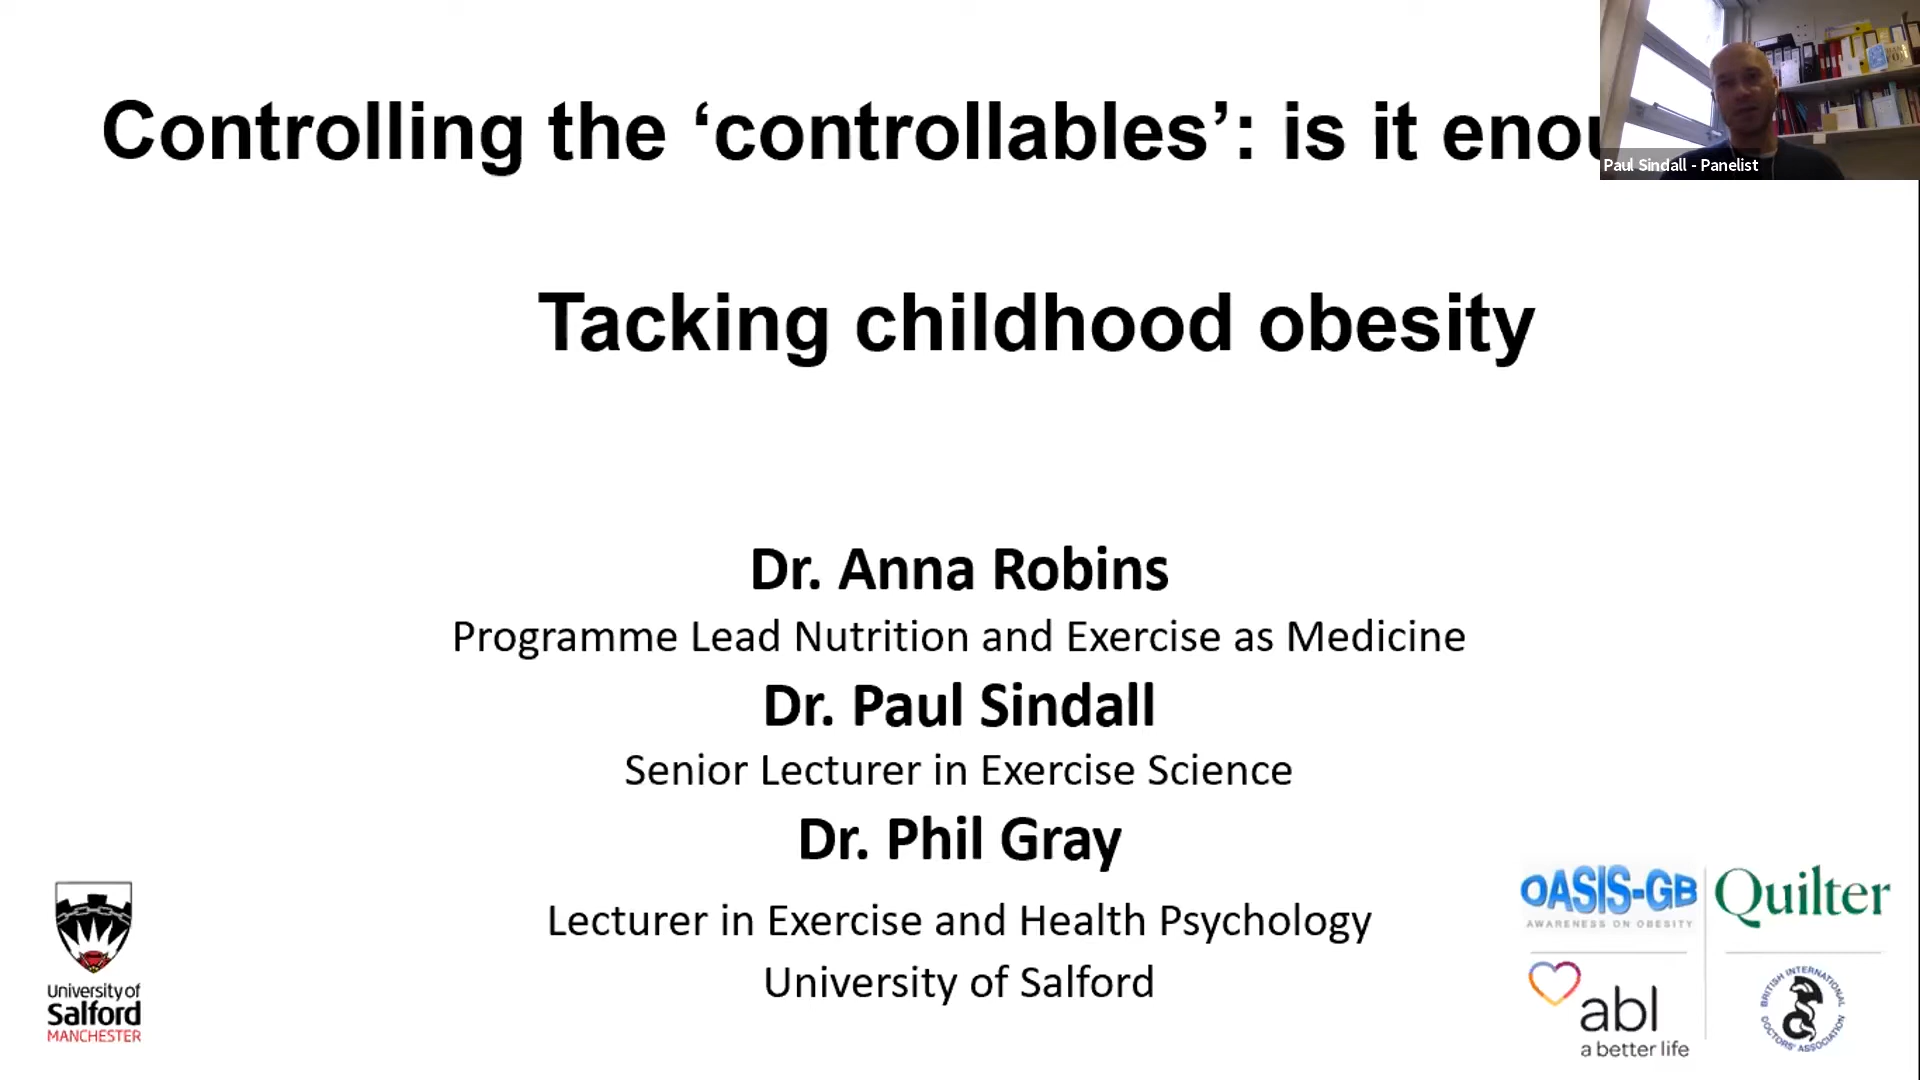 Controlling the ‘controllables’: is it enou
Paul Sindall - Panelist
Tacking childhood obesity
Dr. Anna Robins
Programme Lead Nutrition and Exercise as Medicine
Dr. Paul Sindall
Senior Lecturer in Exercise Science
Dr. Phil Gray
Lecturer in Exercise and Health Psychology
University of Salford
University of
Salford
MANCHESTER
OASIS-GB
AWARENESS ON OBESITY
Quilter
abl
a better life
BRITISH INTERNATIONAL
DOCTORS' ASSOCIATION